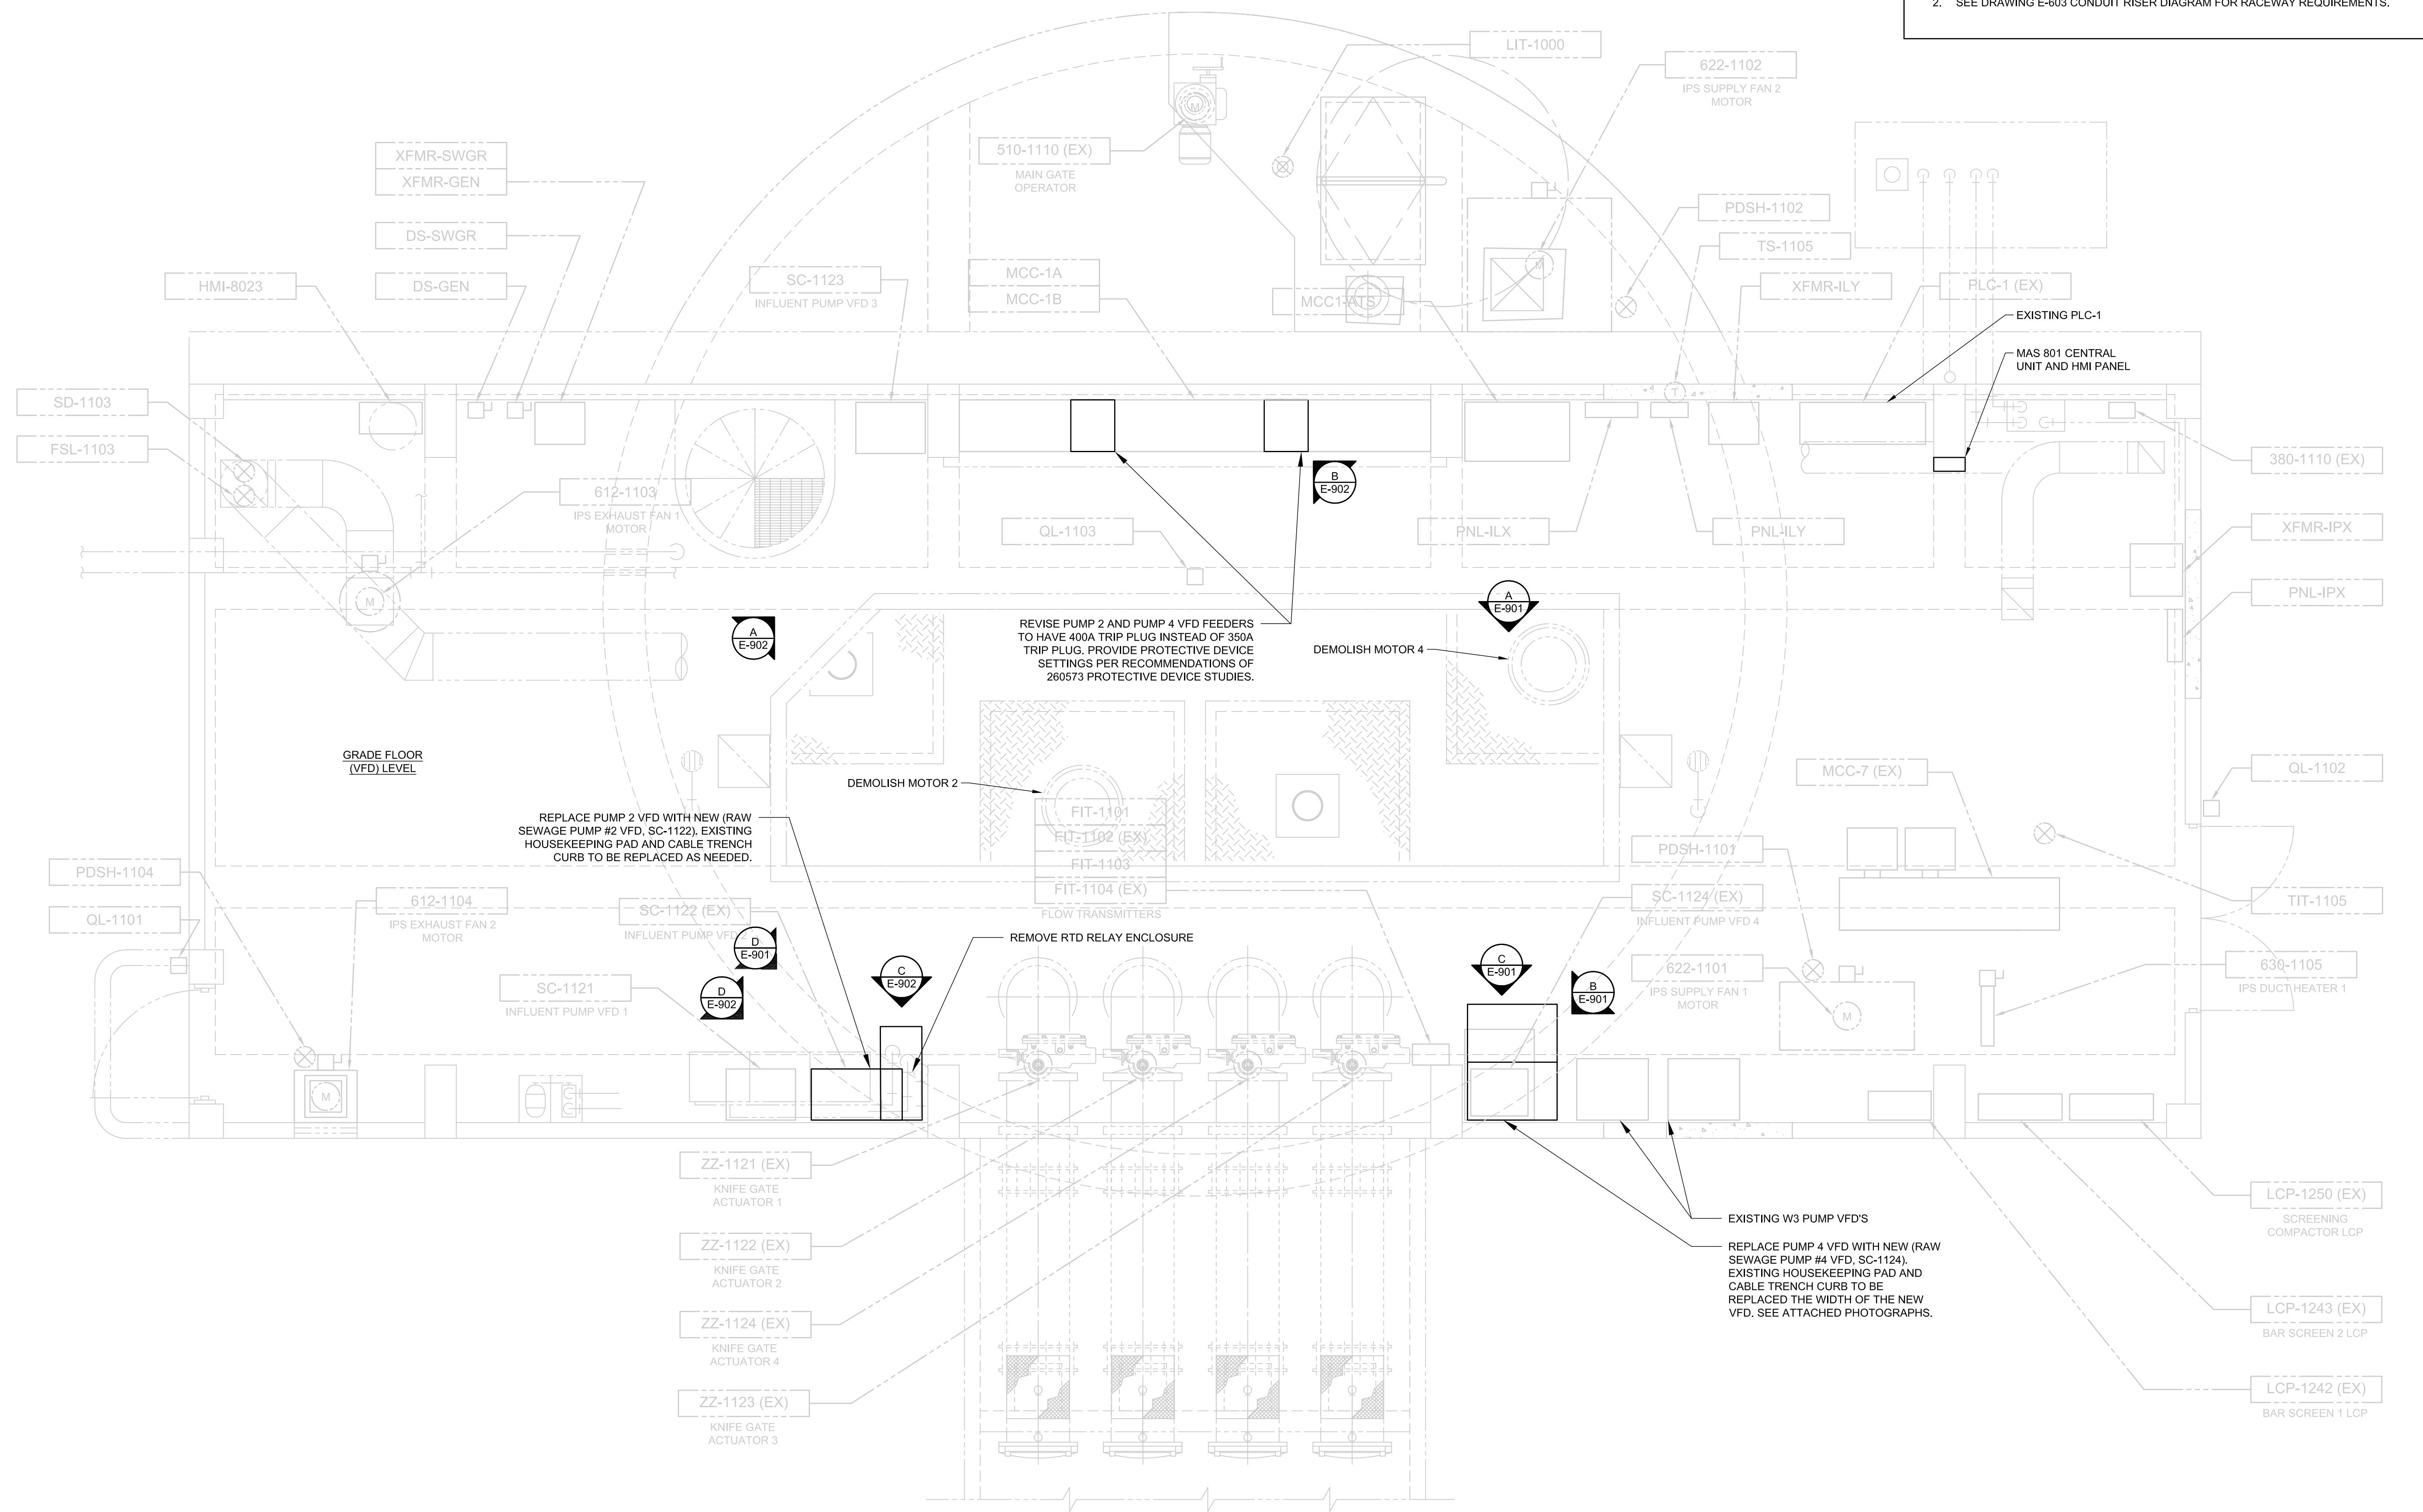 2. SEE DRAWING E-603 CONDUIT RISER DIAGRAM FOR RACEWAY REQUIREMENTS.
LIT-1000
622-1102
IPS SUPPLY FAN 2
MOTOR
XFMR-SWGR
XFMR-GEN
510-1110 (EX)
MAIN GATE
OPERATOR
M
PDSH-1102
DS-SWGR
TS-1105
HMI-8023
DS-GEN
SC-1123
INFLUENT PUMP VFD 3
MCC-1A
MCC-1B
MCC1-ATS
M
XFMR-ILY
PLC-1 (EX)
EXISTING PLC-1
MAS 801 CENTRAL
UNIT AND HMI PANEL
T
SD-1103
FSL-1103
380-1110 (EX)
612-1103
IPS EXHAUST FAN 1
MOTOR
M
B
E-902
QL-1103
PNL-ILX
PNL-ILY
XFMR-IPX
PNL-IPX
A
E-901
A
E-902
REVISE PUMP 2 AND PUMP 4 VFD FEEDERS
TO HAVE 400A TRIP PLUG INSTEAD OF 350A
TRIP PLUG. PROVIDE PROTECTIVE DEVICE
SETTINGS PER RECOMMENDATIONS OF
260573 PROTECTIVE DEVICE STUDIES.
DEMOLISH MOTOR 4
GRADE FLOOR
(VFD) LEVEL
DEMOLISH MOTOR 2
MCC-7 (EX)
QL-1102
REPLACE PUMP 2 VFD WITH NEW (RAW
SEWAGE PUMP #2 VFD, SC-1122). EXISTING
HOUSEKEEPING PAD AND CABLE TRENCH
CURB TO BE REPLACED AS NEEDED.
FIT-1101
FIT-1102 (EX)
FIT-1103
FIT-1104 (EX)
FLOW TRANSMITTERS
PDSH-1101
PDSH-1104
QL-1101
612-1104
IPS EXHAUST FAN 2
MOTOR
SC-1122 (EX)
INFLUENT PUMP VFD 2
SC-1124 (EX)
INFLUENT PUMP VFD 4
TIT-1105
D
E-901
REMOVE RTD RELAY ENCLOSURE
C
E-902
C
E-901
622-1101
IPS SUPPLY FAN 1
MOTOR
M
630-1105
IPS DUCT HEATER 1
SC-1121
INFLUENT PUMP VFD 1
D
E-902
B
E-901
M
ZZ-1121 (EX)
KNIFE GATE
ACTUATOR 1
ZZ-1122 (EX)
KNIFE GATE
ACTUATOR 2
ZZ-1124 (EX)
KNIFE GATE
ACTUATOR 4
ZZ-1123 (EX)
KNIFE GATE
ACTUATOR 3
EXISTING W3 PUMP VFD'S
REPLACE PUMP 4 VFD WITH NEW (RAW
SEWAGE PUMP #4 VFD, SC-1124).
EXISTING HOUSEKEEPING PAD AND
CABLE TRENCH CURB TO BE
REPLACED THE WIDTH OF THE NEW
VFD. SEE ATTACHED PHOTOGRAPHS.
LCP-1250 (EX)
SCREENING
COMPACTOR LCP
LCP-1243 (EX)
BAR SCREEN 2 LCP
LCP-1242 (EX)
BAR SCREEN 1 LCP